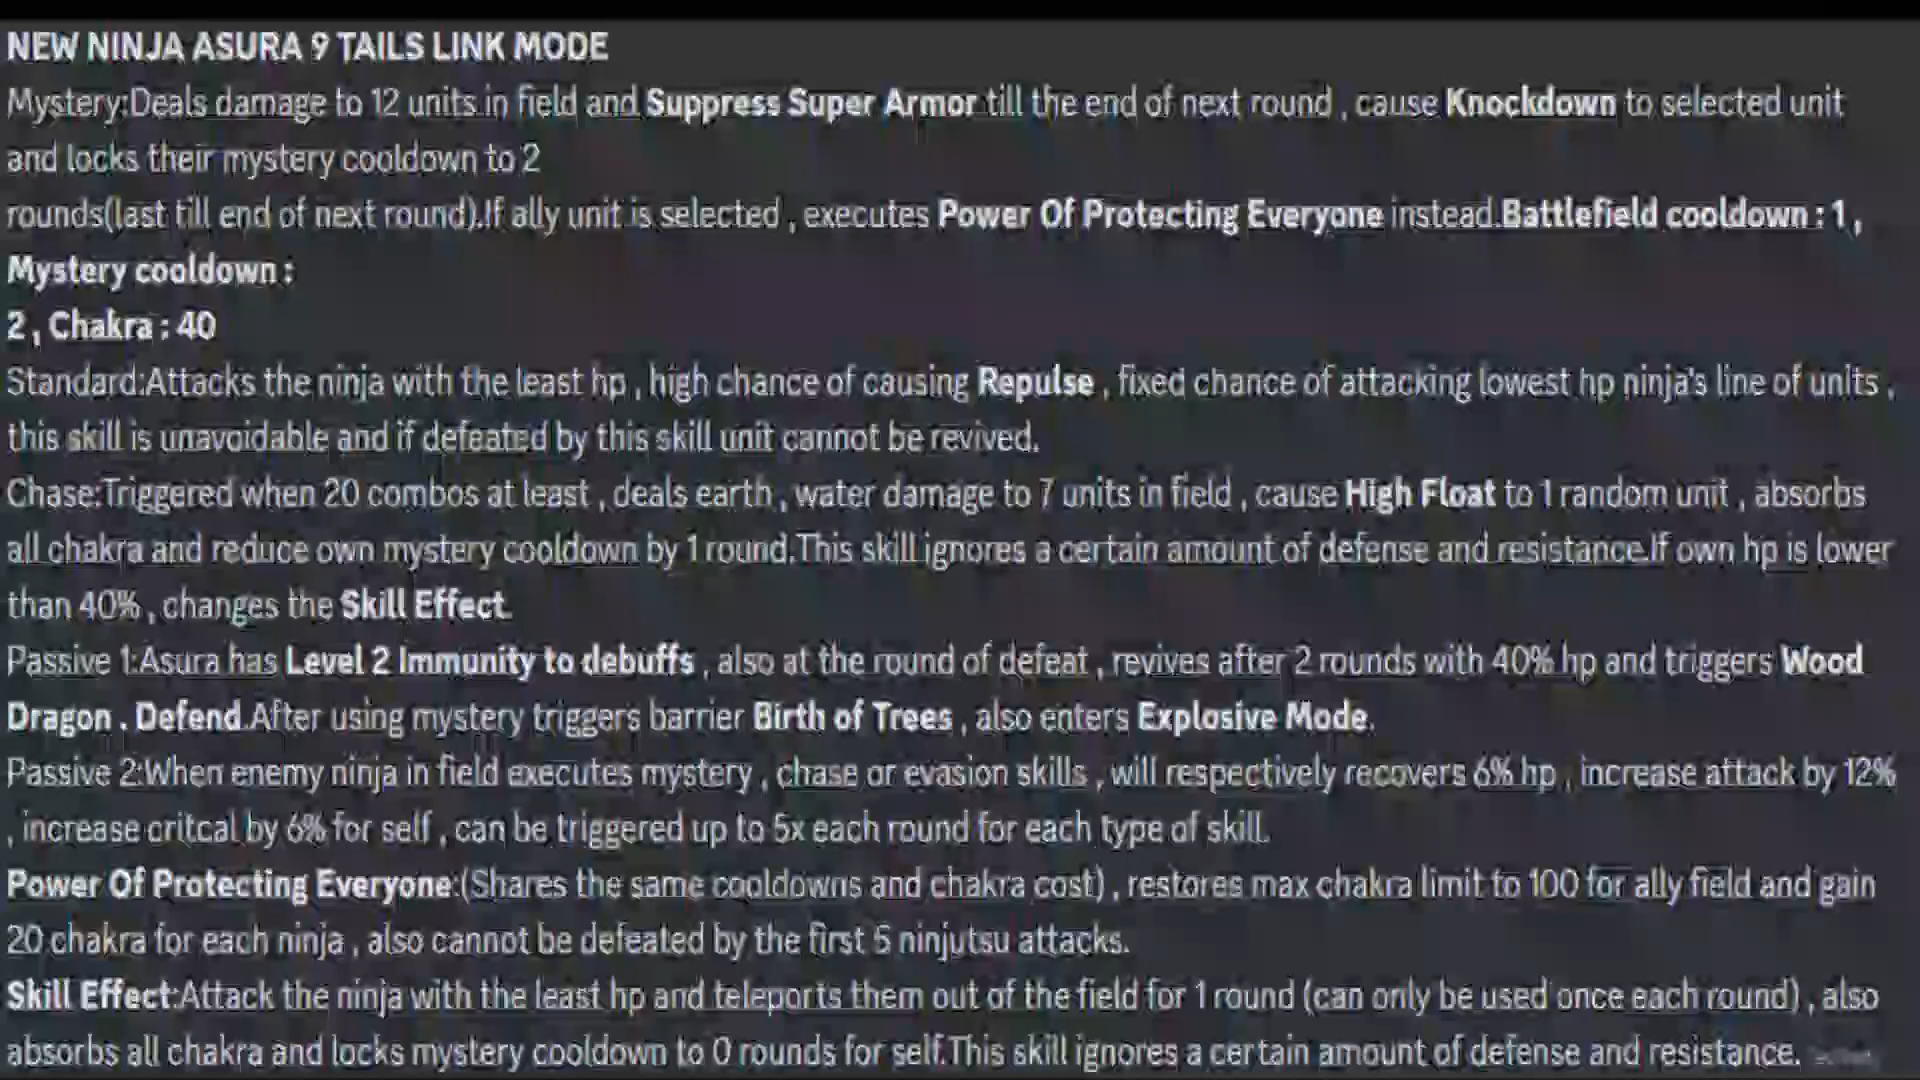 NEW NINJA ASURA 9 TAILS LINK MODE
Mystery:Deals damage to 12 units in field and Suppress Super Armor till the end of next round , cause Knockdown to selected unit
and locks their mystery cooldown to 2
rounds(last till end of next round).If ally unit is selected , executes Power Of Protecting Everyone instead.Battlefield cooldown : 1 ,
Mystery cooldown :
2 , Chakra : 40
Standard:Attacks the ninja with the least hp , high chance of causing Repulse , fixed chance of attacking lowest hp ninja's line of units ,
this skill is unavoidable and if defeated by this skill unit cannot be revived.
Chase:Triggered when 20 combos at least , deals earth , water damage to 7 units in field , cause High Float to 1 random unit , absorbs
all chakra and reduce own mystery cooldown by 1 round.This skill ignores a certain amount of defense and resistance.If own hp is lower
than 40% , changes the Skill Effect.
Passive 1:Asura has Level 2 Immunity to debuffs , also at the round of defeat , revives after 2 rounds with 40% hp and triggers Wood
Dragon . Defend.After using mystery triggers barrier Birth of Trees , also enters Explosive Mode.
Passive 2:When enemy ninja in field executes mystery , chase or evasion skills , will respectively recovers 6% hp , increase attack by 12%
, increase critcal by 6% for self , can be triggered up to 5x each round for each type of skill.
Power Of Protecting Everyone:(Shares the same cooldowns and chakra cost) , restores max chakra limit to 100 for ally field and gain
20 chakra for each ninja , also cannot be defeated by the first 5 ninjutsu attacks.
Skill Effect:Attack the ninja with the least hp and teleports them out of the field for 1 round (can only be used once each round) , also
absorbs all chakra and locks mystery cooldown to 0 rounds for self.This skill ignores a certain amount of defense and resistance.